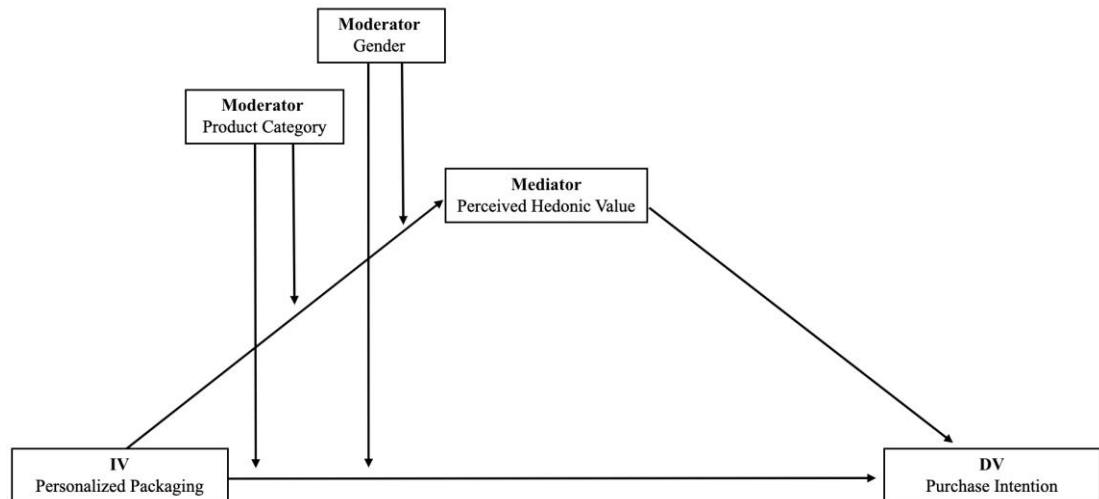 Moderator
Gender
Moderator
Product Category
Mediator
Perceived Hedonic Value
IV
Personalized Packaging
DV
Purchase Intention